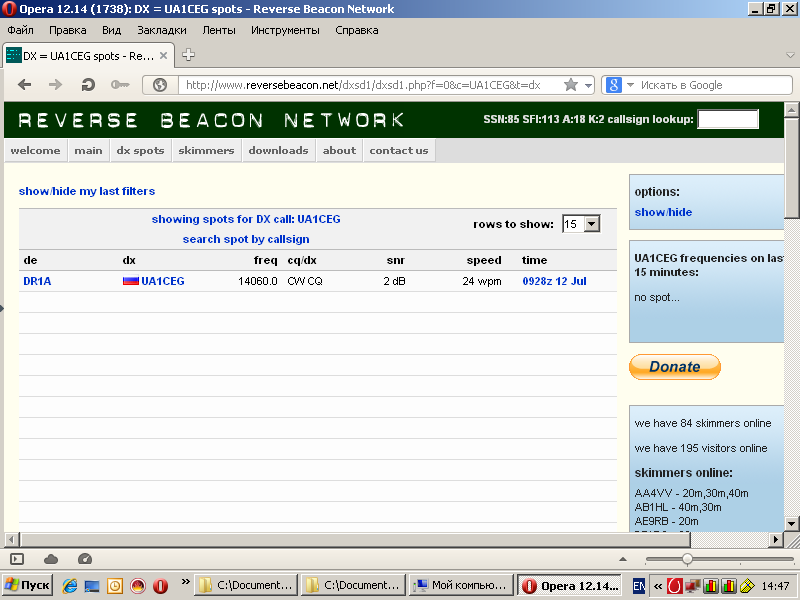 Opera 12.14 (1738): DX = UA1CEG spots - Reverse Beacon Network
Файл Правка Вид Закладки Ленты Инструменты Справка
DX = UA1CEG spots - Re...
http://www.reversebeacon.net/dxsd1/dxsd1.php?f=0&c=UA1CEG&t=dx
Искать в Google
REVERSE BEACON NETWORK
SSN:85 SFI:113 A:18 K:2 callsign lookup:
welcome main dx spots skimmers downloads about contact us
show/hide my last filters
showing spots for DX call: UA1CEG
search spot by callsign
rows to show: 15
de dx freq cq/dx snr speed time
DR1A UA1CEG 14060.0 CW CQ 2 dB 24 wpm 0928z 12 Jul
options:
show/hide
UA1CEG frequencies on las
15 minutes:
no spot...
Donate
we have 84 skimmers online
we have 195 visitors online
skimmers online:
AA4VV - 20m,30m,40m
AB1HL - 40m,30m
AE9RB - 20m
Пуск
C:\Document...
C:\Document...
Мой компью...
Opera 12.14...
EN
14:47